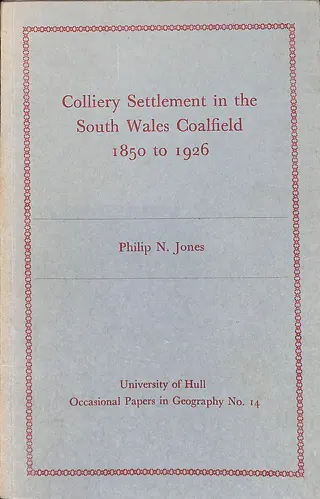 Colliery Settlement in the
South Wales Coalfield
1850 to 1926
Philip N. Jones
University of Hull
Occasional Papers in Geography No. 14